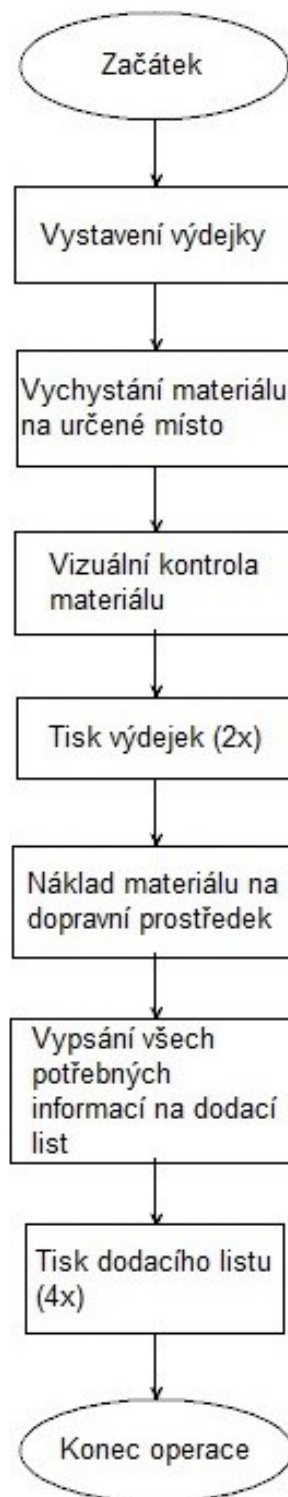 Začátek
Vystavení výdejky
Vychystání materiálu
na určené místo
Vizuální kontrola
materiálu
Tisk výdejek (2x)
Náklad materiálu na
dopravní prostředek
Vypsání všech
potřebných
informací na dodací
list
Tisk dodacího listu
(4x)
Konec operace